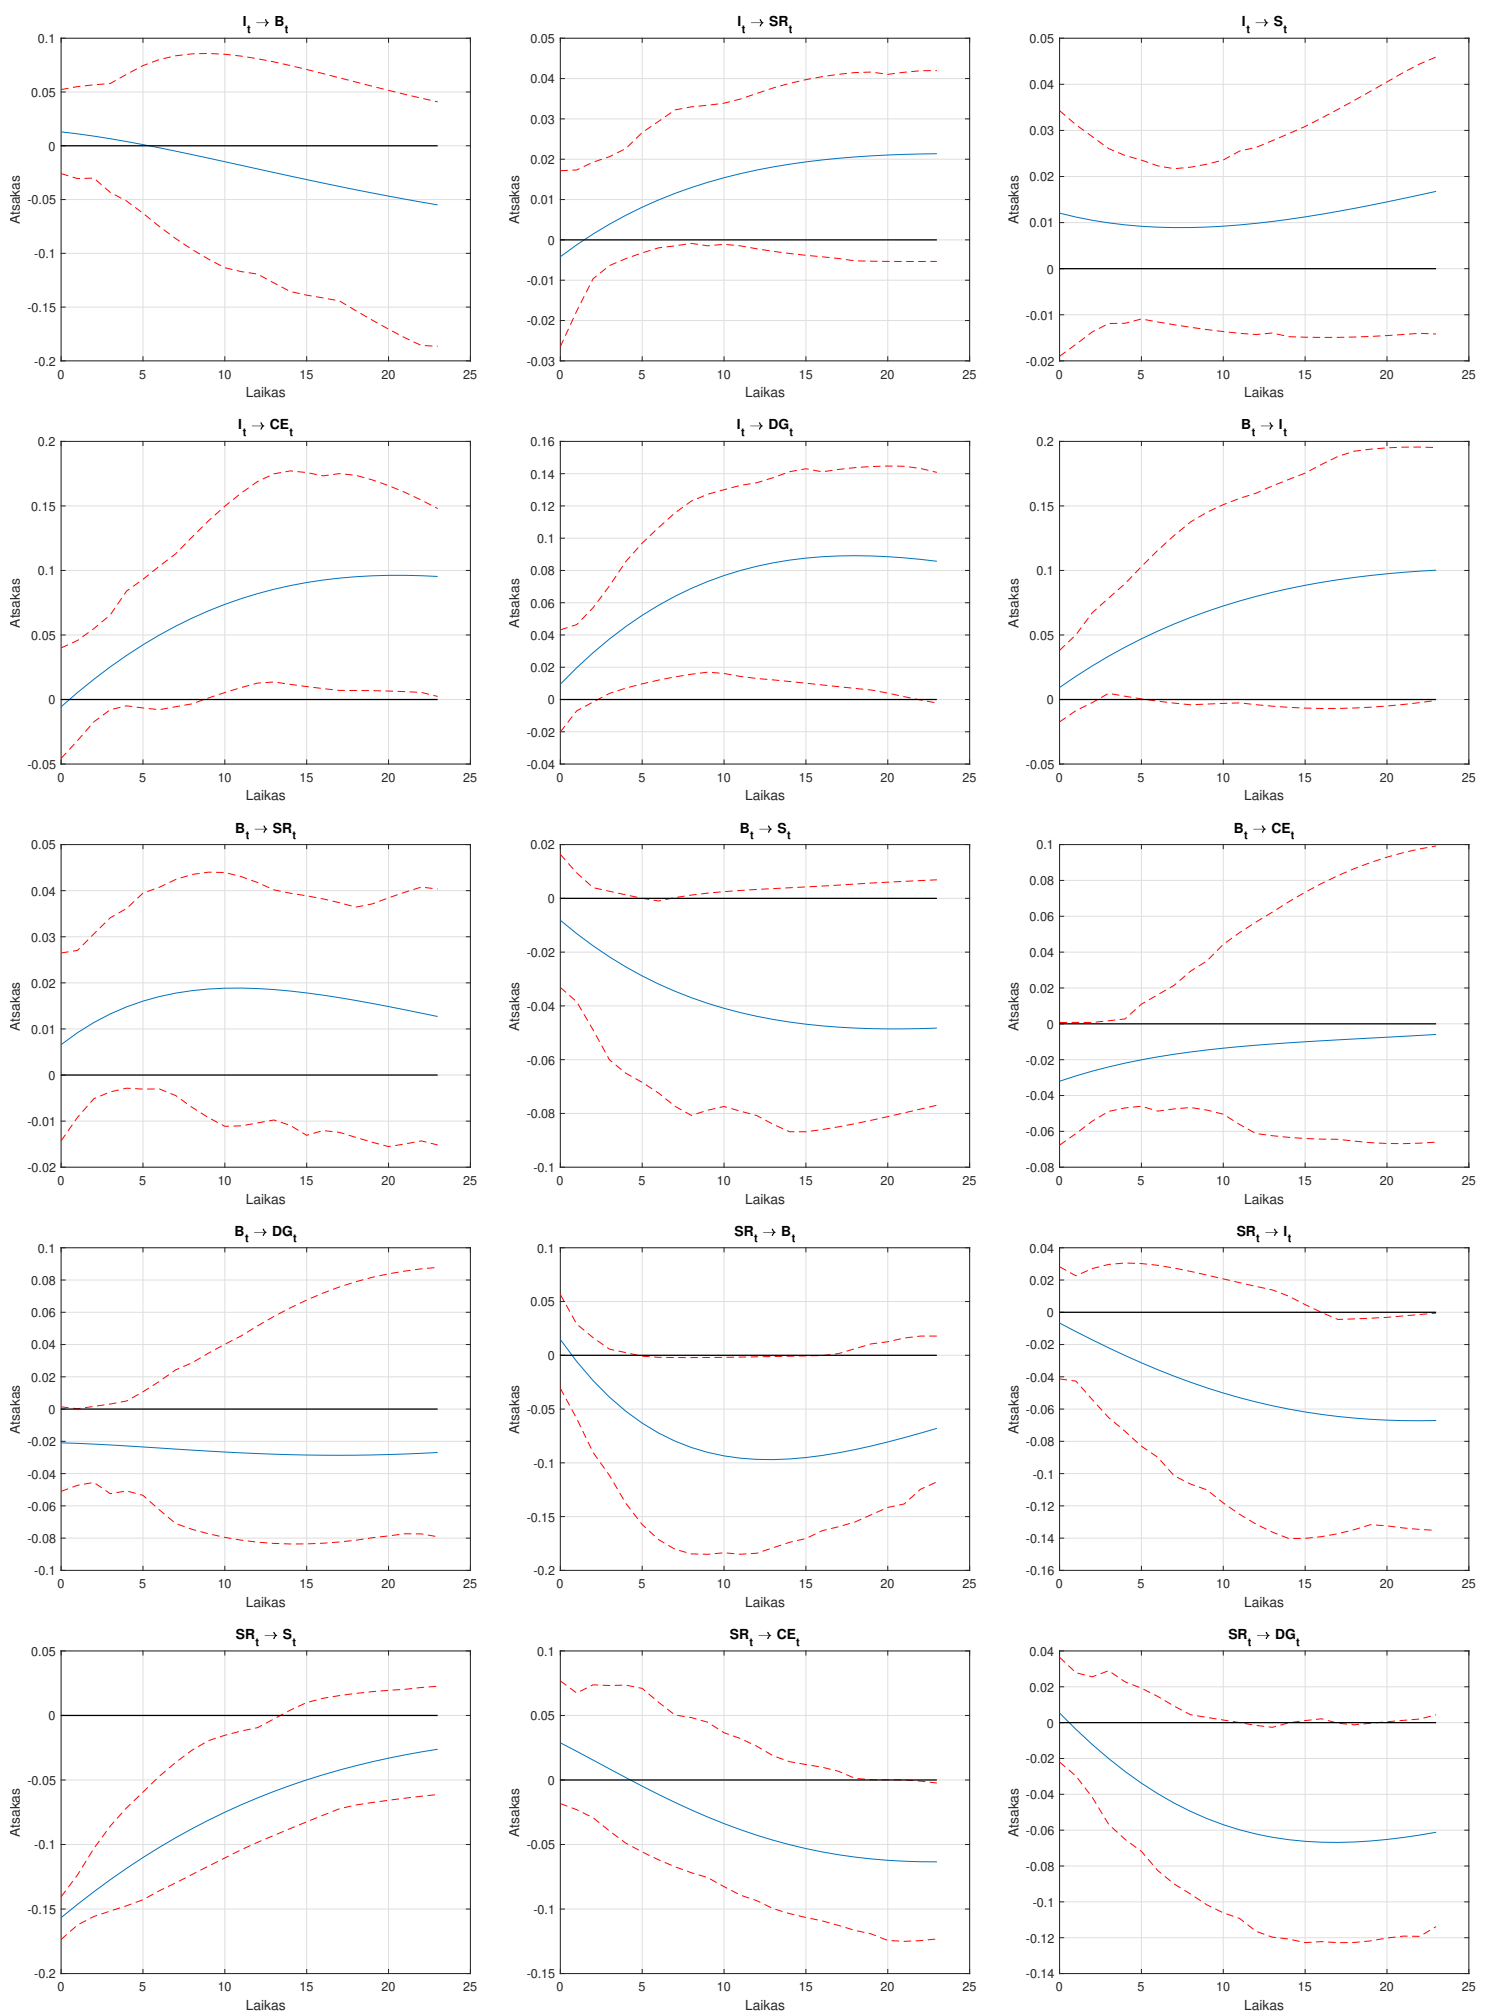 I_t → B_t
0.1
0.05
0
-0.05
-0.1
-0.15
-0.2
Atsakas
0 5 10 15 20 25
Laikas
I_t → SR_t
0.05
0.04
0.03
0.02
0.01
0
-0.01
-0.02
-0.03
Atsakas
0 5 10 15 20 25
Laikas
I_t → S_t
0.05
0.04
0.03
0.02
0.01
0
-0.01
-0.02
Atsakas
0 5 10 15 20 25
Laikas
I_t → CE_t
0.2
0.15
0.1
0.05
0
-0.05
Atsakas
0 5 10 15 20 25
Laikas
I_t → DG_t
0.16
0.14
0.12
0.1
0.08
0.06
0.04
0.02
0
-0.02
-0.04
Atsakas
0 5 10 15 20 25
Laikas
B_t → I_t
0.2
0.15
0.1
0.05
0
-0.05
Atsakas
0 5 10 15 20 25
Laikas
B_t → SR_t
0.05
0.04
0.03
0.02
0.01
0
-0.01
-0.02
Atsakas
0 5 10 15 20 25
Laikas
B_t → S_t
0.02
0
-0.02
-0.04
-0.06
-0.08
-0.1
Atsakas
0 5 10 15 20 25
Laikas
B_t → CE_t
0.1
0.08
0.06
0.04
0.02
0
-0.02
-0.04
-0.06
-0.08
Atsakas
0 5 10 15 20 25
Laikas
B_t → DG_t
0.1
0.08
0.06
0.04
0.02
0
-0.02
-0.04
-0.06
-0.08
-0.1
Atsakas
0 5 10 15 20 25
Laikas
SR_t → B_t
0.1
0.05
0
-0.05
-0.1
-0.15
-0.2
Atsakas
0 5 10 15 20 25
Laikas
SR_t → I_t
0.04
0.02
0
-0.02
-0.04
-0.06
-0.08
-0.1
-0.12
-0.14
-0.16
Atsakas
0 5 10 15 20 25
Laikas
SR_t → S_t
0.05
0
-0.05
-0.1
-0.15
-0.2
Atsakas
0 5 10 15 20 25
Laikas
SR_t → CE_t
0.1
0.05
0
-0.05
-0.1
-0.15
Atsakas
0 5 10 15 20 25
Laikas
SR_t → DG_t
0.04
0.02
0
-0.02
-0.04
-0.06
-0.08
-0.1
-0.12
-0.14
Atsakas
0 5 10 15 20 25
Laikas